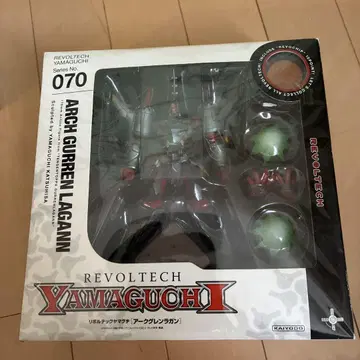 REVOLTECH
YAMAGUCHI
Series No.
070
ARCH GURREN LAGANN
Sculpted by YAMAGUCHI KATSUHISA
REVOLTECH
REVOLTECH
YAMAGUCHI
リボルテックヤマグチ[アークグレンラガン]
KAIYODO